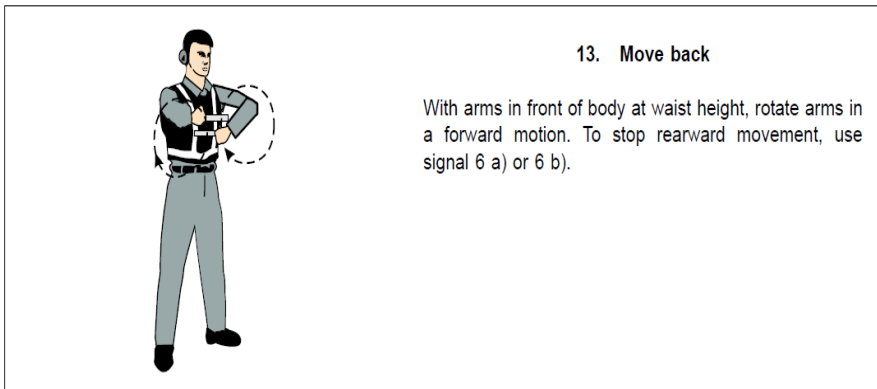 13. Move back
With arms in front of body at waist height, rotate arms in
a forward motion. To stop rearward movement, use
signal 6 a) or 6 b).